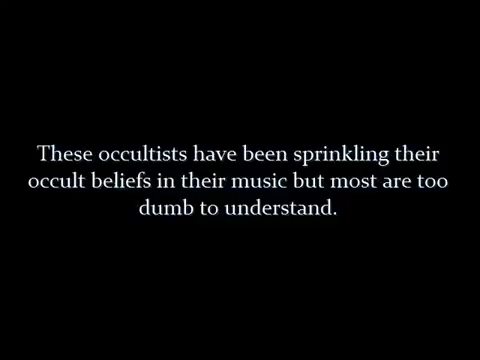 These occultists have been sprinkling their
occult beliefs in their music but most are too
dumb to understand.